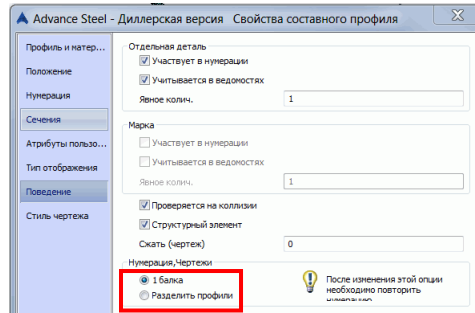 Advance Steel - Диллерская версия Свойства составного профиля
Профиль и матер...
Положение
Нумерация
Сечения
Атрибуты пользо...
Тип отображения
Поведение
Стиль чертежа
Отдельная деталь
Участвует в нумерации
Учитывается в ведомостях
Явное колич. 1
Марка
Участвует в нумерации
Учитывается в ведомостях
Явное колич. 1
Проверяется на коллизии
Структурный элемент
Сжать (чертеж) 0
Нумерация,Чертежи
1 балка
Разделить профили
После изменения этой опции
необходимо повторить
нумерацию